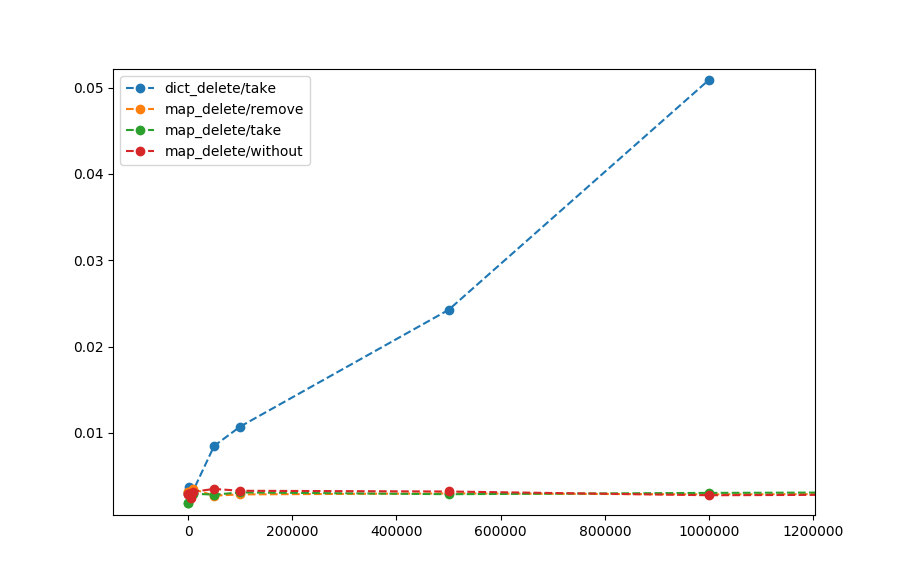 dict_delete/take
map_delete/remove
map_delete/take
map_delete/without
0.05
0.04
0.03
0.02
0.01
0 200000 400000 600000 800000 1000000 1200000